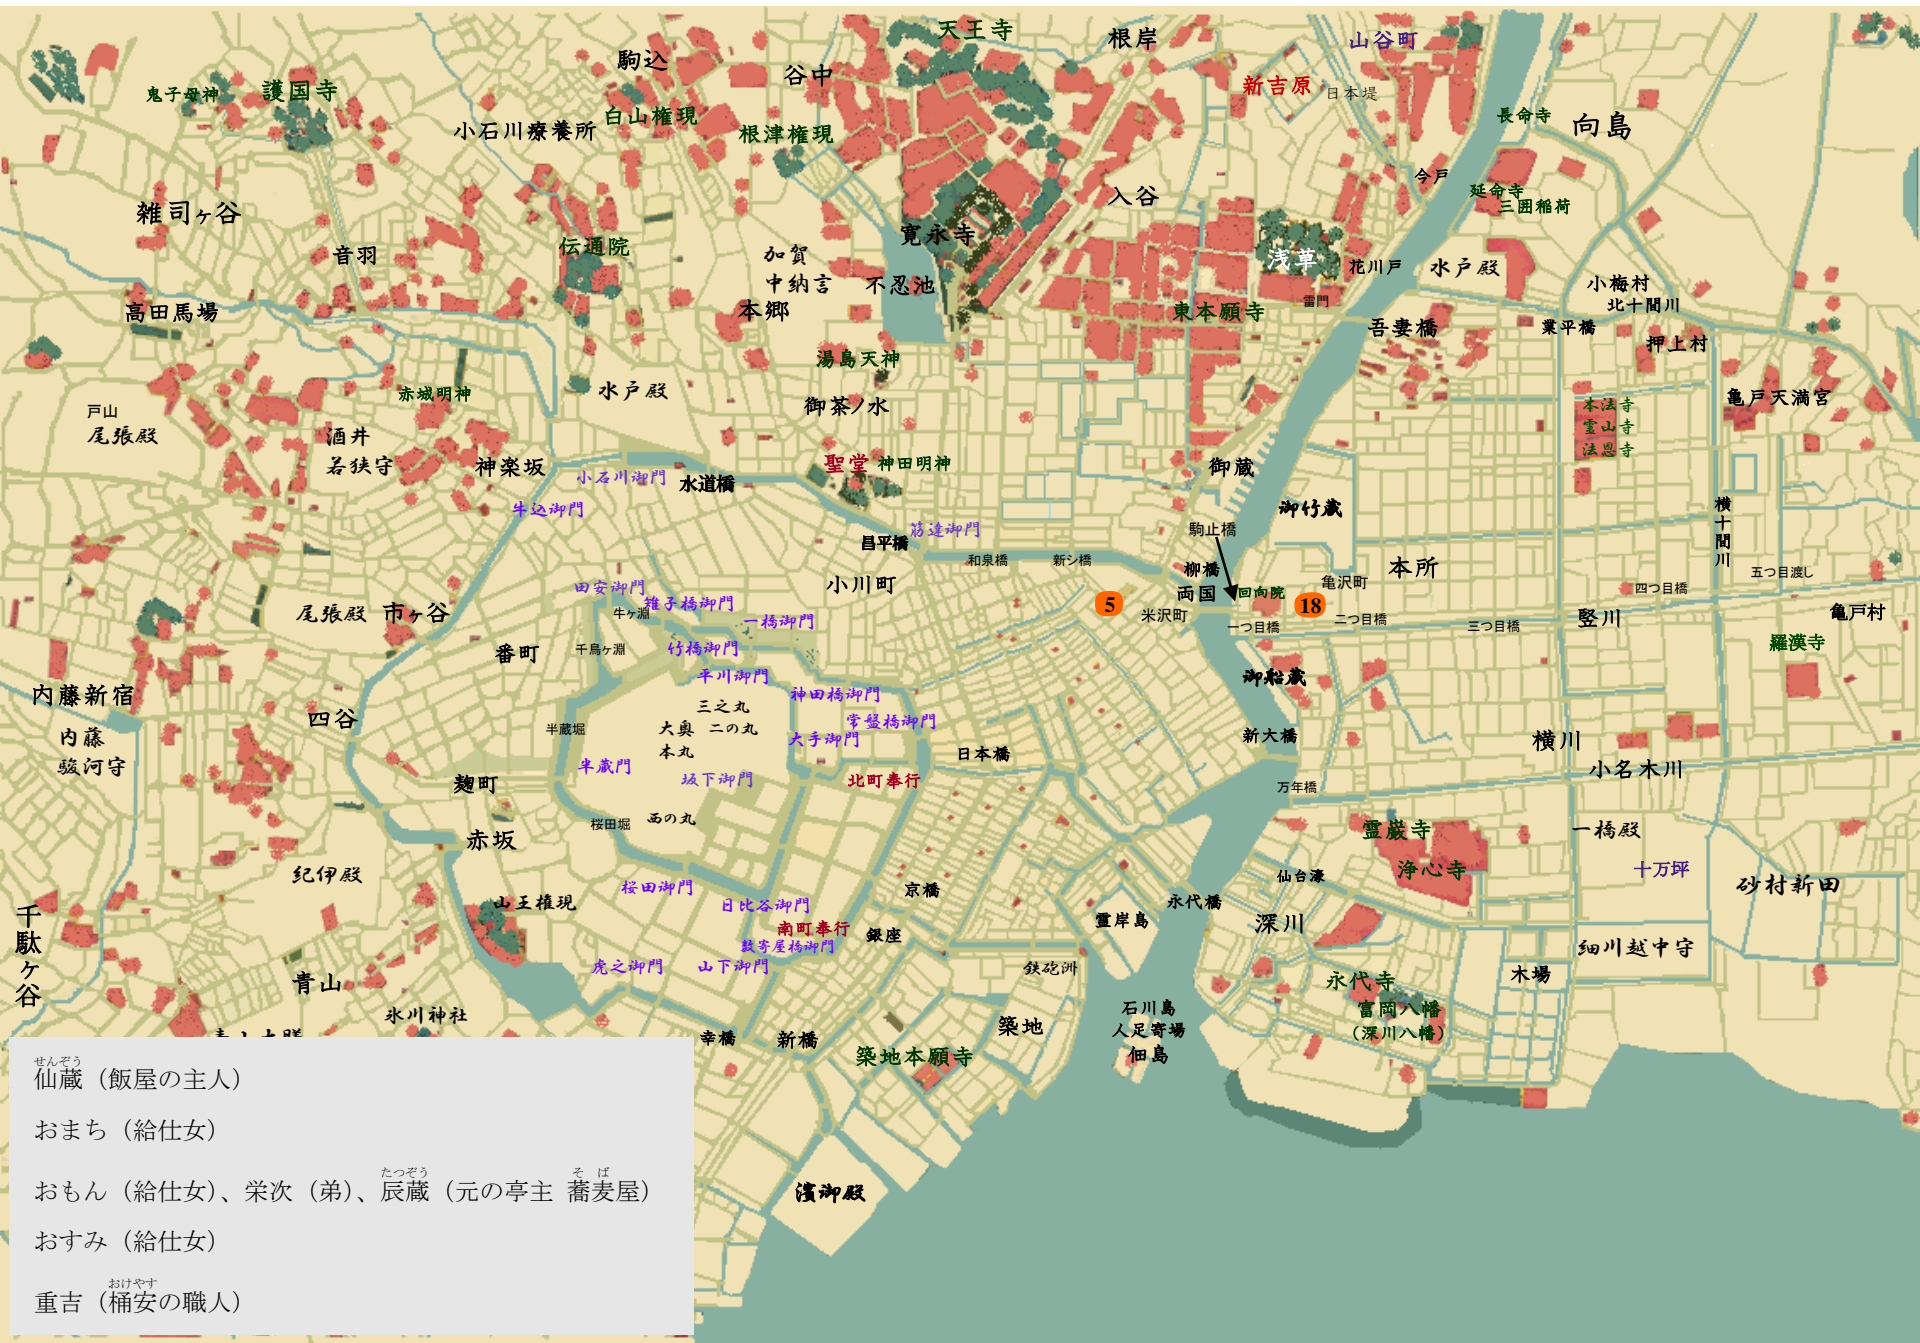 天王寺
根岸
山谷町
駒込
谷中
新吉原
日本堤
鬼子母神
護国寺
白山権現
小石川療養所
根津権現
長命寺
向島
今戸
延命寺
三囲稲荷
入谷
雑司ヶ谷
音羽
伝通院
加賀
中納言
寛永寺
不忍池
浅草
花川戸
水戸殿
小梅村
北十間川
高田馬場
本郷
東本願寺
雷門
吾妻橋
業平橋
押上村
湯島天神
赤城明神
水戸殿
御茶ノ水
戸山
尾張殿
酒井
若狭守
神楽坂
小石川御門
水道橋
聖堂
神田明神
御蔵
本法寺
霊山寺
法恩寺
亀戸天満宮
牛込御門
昌平橋
筋違御門
御竹蔵
駒止橋
横十間川
和泉橋
新シ橋
柳橋
両国
回向院
亀沢町
本所
五つ目渡し
四つ目橋
田安御門
雉子橋御門
小川町
5
18
米沢町
一つ目橋
二つ目橋
三つ目橋
竪川
亀戸村
尾張殿
市ヶ谷
牛ヶ淵
一橋御門
番町
千鳥ヶ淵
竹橋御門
平川御門
羅漢寺
御船蔵
内藤新宿
四谷
神田橋御門
三之丸
常盤橋御門
大奥
二の丸
大手御門
半蔵堀
本丸
内藤
駿河守
日本橋
新大橋
横川
半蔵門
坂下御門
北町奉行
麹町
小名木川
万年橋
桜田堀
西の丸
赤坂
霊巌寺
一橋殿
浄心寺
十万坪
砂村新田
紀伊殿
桜田御門
京橋
仙台濠
山王権現
日比谷御門
永代橋
霊岸島
深川
千駄ヶ谷
南町奉行
銀座
数寄屋橋御門
細川越中守
虎之御門
山下御門
鉄砲洲
木場
青山
永代寺
富岡八幡
(深川八幡)
氷川神社
石川島
人足寄場
佃島
幸橋
新橋
築地
築地本願寺
濱御殿
せんぞう
仙蔵（飯屋の主人）
おまち（給仕女）
たつぞう そば
おもん（給仕女）、栄次（弟）、辰蔵（元の亭主 蕎麦屋）
おすみ（給仕女）
おけやす
重吉（桶安の職人）